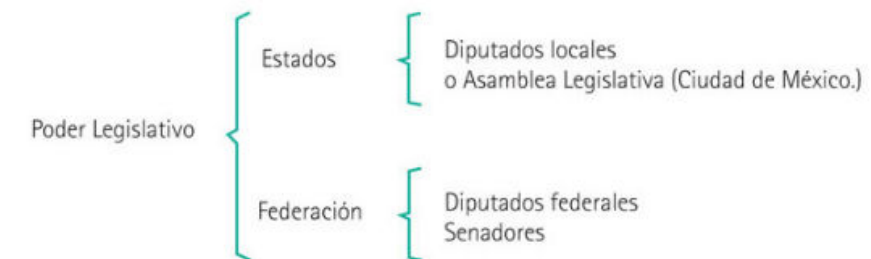 Poder Legislativo
Estados
Diputados locales
o Asamblea Legislativa (Ciudad de México.)
Federación
Diputados federales
Senadores